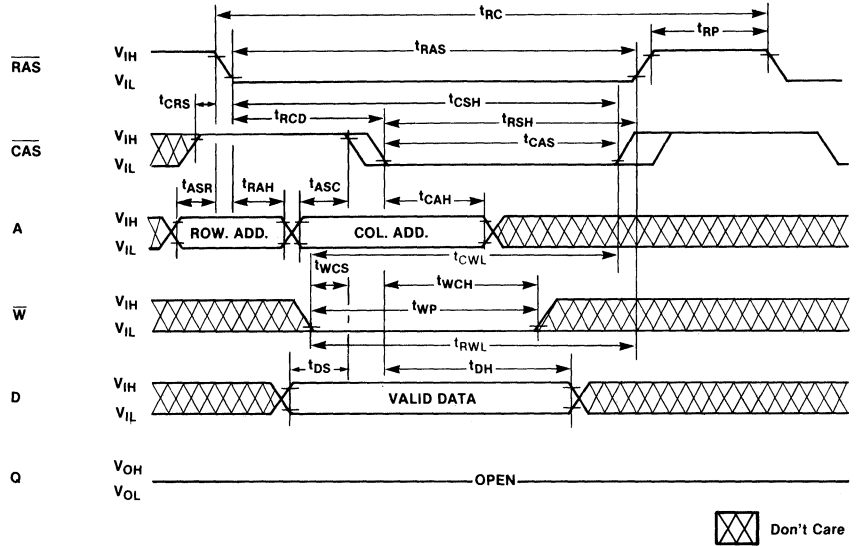 tRC
tRP
RAS
VIH
VIL
tRAS
tCRS
tCSH
tRCD
tRSH
CAS
VIH
VIL
tCAS
tASR
tRAH
tASC
tCAH
A
VIH
VIL
ROW. ADD.
COL. ADD.
tCWL
tWCS
tWCH
W
VIH
VIL
tWP
tRWL
tDS
tDH
D
VIH
VIL
VALID DATA
Q
VOH
VOL
OPEN
Don't Care